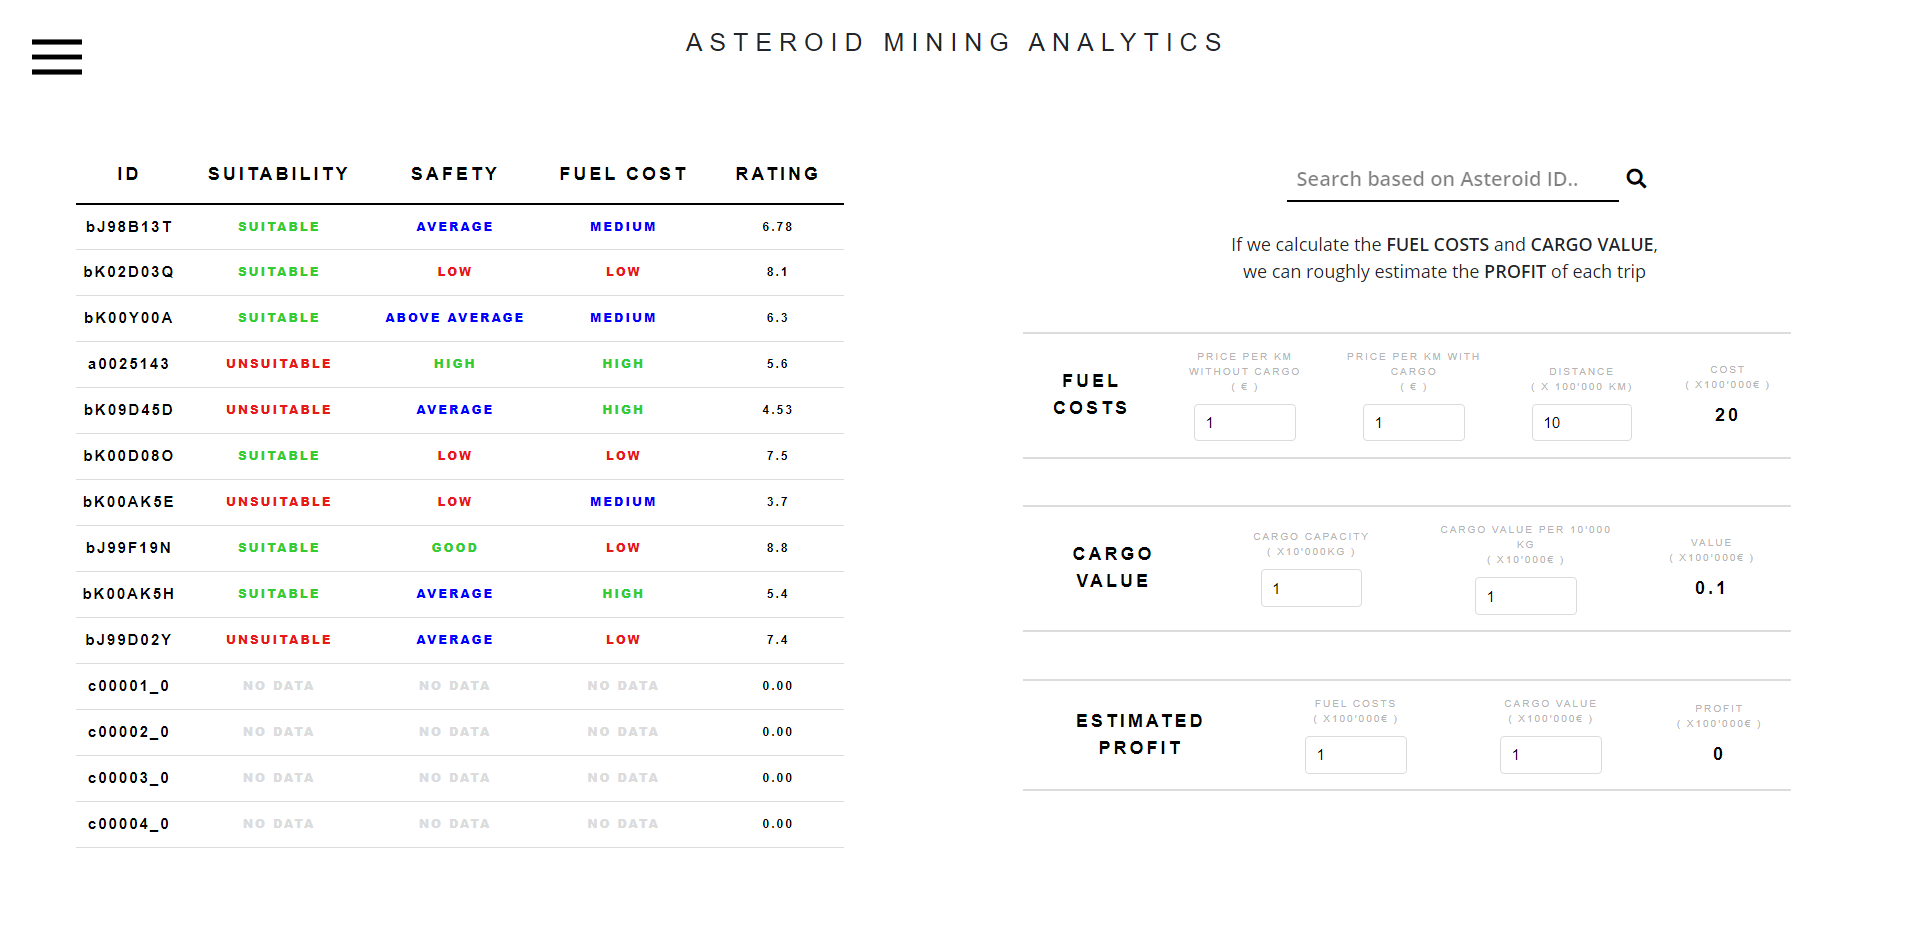 ASTEROID MINING ANALYTICS
ID SUITABILITY SAFETY FUEL COST RATING
bJ98B13T SUITABLE AVERAGE MEDIUM 6.78
bK02D03Q SUITABLE LOW LOW 8.1
bK00Y00A SUITABLE ABOVE AVERAGE MEDIUM 6.3
a0025143 UNSUITABLE HIGH HIGH 5.6
bK09D45D UNSUITABLE AVERAGE HIGH 4.53
bK00D08O SUITABLE LOW LOW 7.5
bK00AK5E UNSUITABLE LOW MEDIUM 3.7
bJ99F19N SUITABLE GOOD LOW 8.8
bK00AK5H SUITABLE AVERAGE HIGH 5.4
bJ99D02Y UNSUITABLE AVERAGE LOW 7.4
c00001_0 NO DATA NO DATA NO DATA 0.00
c00002_0 NO DATA NO DATA NO DATA 0.00
c00003_0 NO DATA NO DATA NO DATA 0.00
c00004_0 NO DATA NO DATA NO DATA 0.00
Search based on Asteroid ID..
If we calculate the FUEL COSTS and CARGO VALUE,
we can roughly estimate the PROFIT of each trip
FUEL
COSTS
PRICE PER KM
WITHOUT CARGO
( € )
1
PRICE PER KM WITH
CARGO
( € )
1
DISTANCE
( X 100'000 KM)
10
COST
( X100'000€ )
20
CARGO
VALUE
CARGO CAPACITY
( X10'000KG )
1
CARGO VALUE PER 10'000
KG
( X10'000€ )
1
VALUE
( X100'000€ )
0.1
ESTIMATED
PROFIT
FUEL COSTS
( X100'000€ )
1
CARGO VALUE
( X100'000€ )
1
PROFIT
( X100'000€ )
0